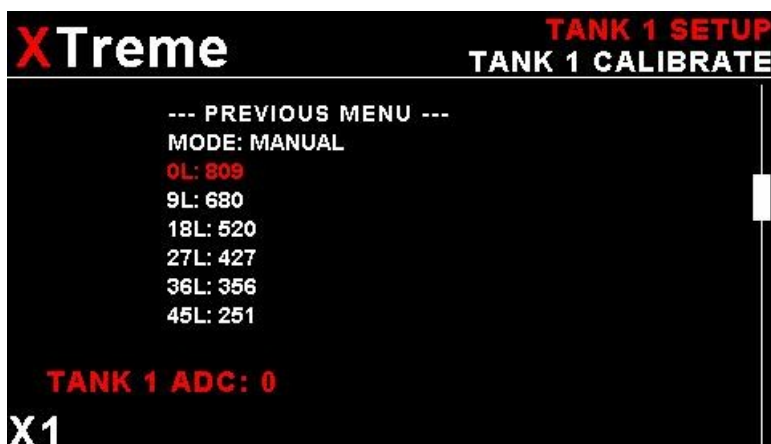 XTreme
TANK 1 SETUP
TANK 1 CALIBRATE
--- PREVIOUS MENU ---
MODE: MANUAL
0L: 809
9L: 680
18L: 520
27L: 427
36L: 356
45L: 251
TANK 1 ADC: 0
X1